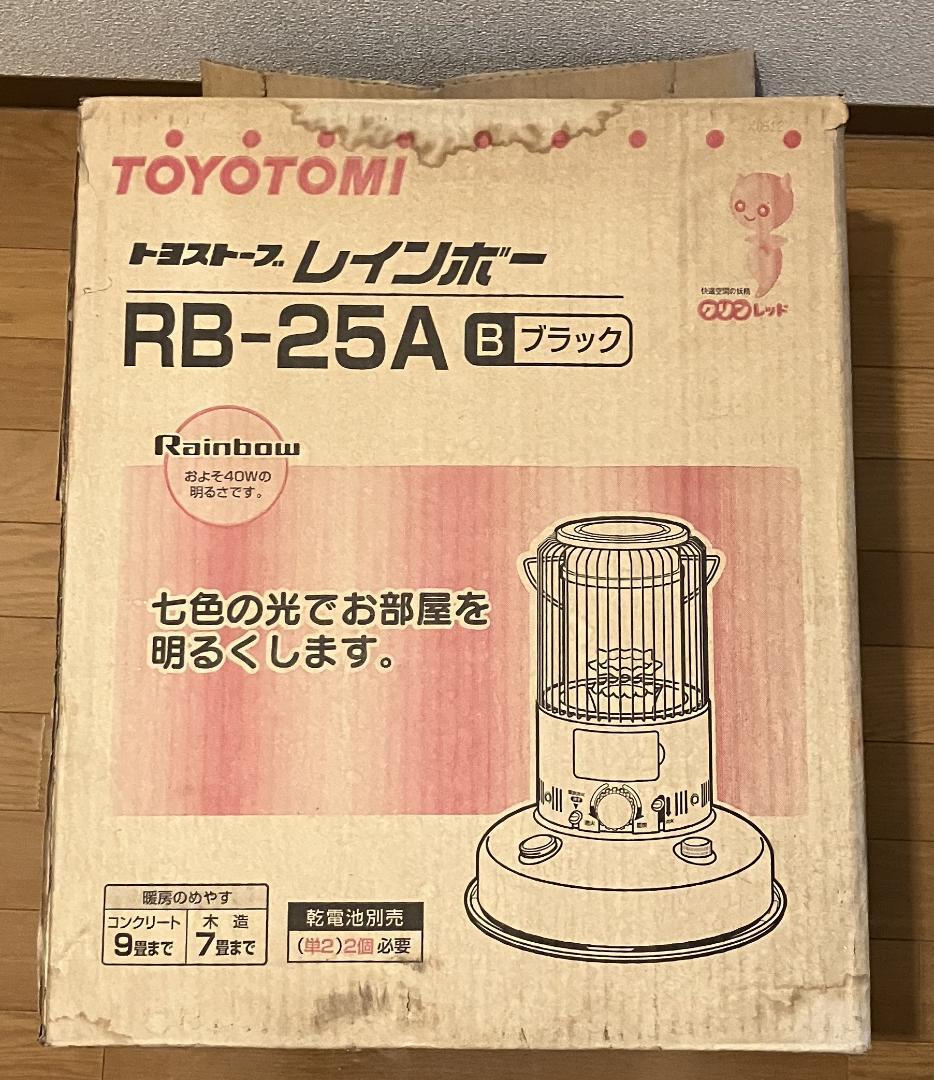 TOYOTOMI
トヨストーブ レインボー
RB-25A B ブラック
快適空間の妖精
クリンレッド
Rainbow
およそ40Wの
明るさです。
七色の光でお部屋を
明るくします。
暖房のめやす
コンクリート 木造
9畳まで 7畳まで
乾電池別売
(単2)2個必要